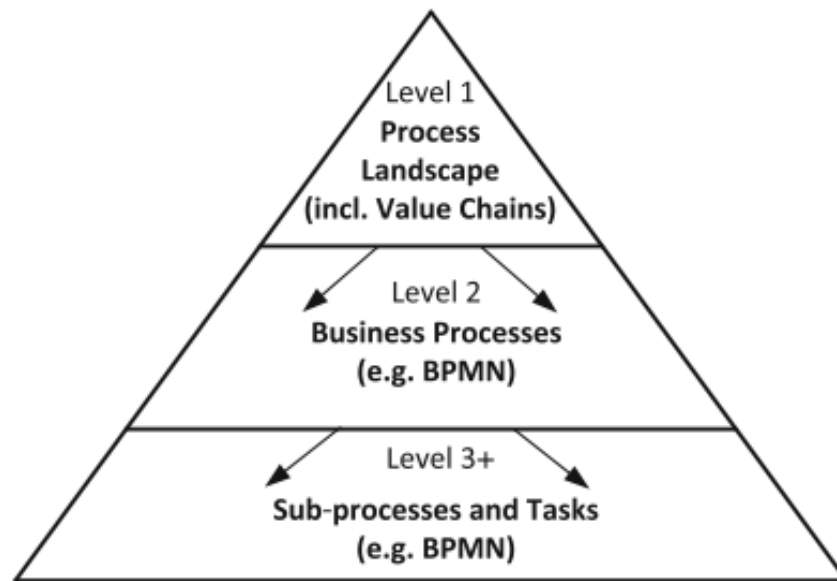 Level 1
Process
Landscape
(incl. Value Chains)
Level 2
Business Processes
(e.g. BPMN)
Level 3+
Sub-processes and Tasks
(e.g. BPMN)